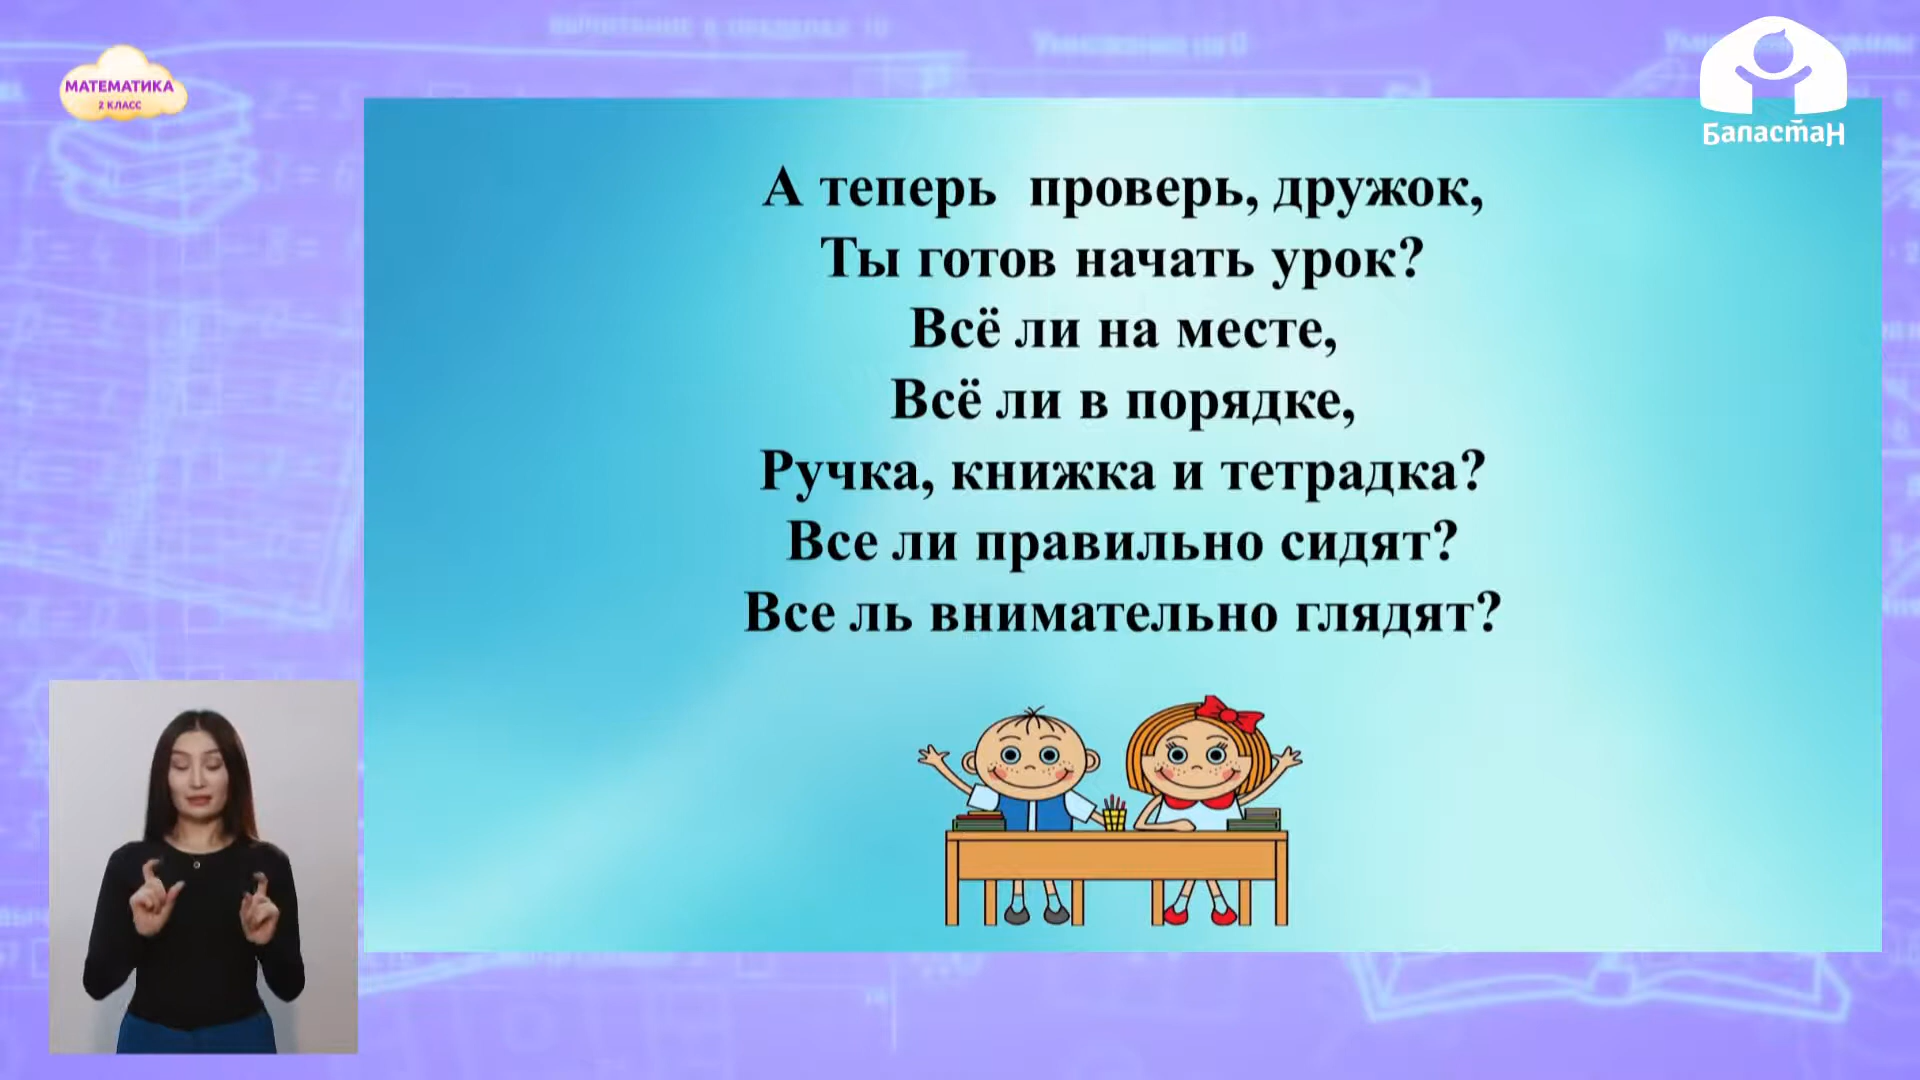 МАТЕМАТИКА
2 КЛАСС
Баластан
А теперь проверь, дружок,
Ты готов начать урок?
Всё ли на месте,
Всё ли в порядке,
Ручка, книжка и тетрадка?
Все ли правильно сидят?
Все ль внимательно глядят?